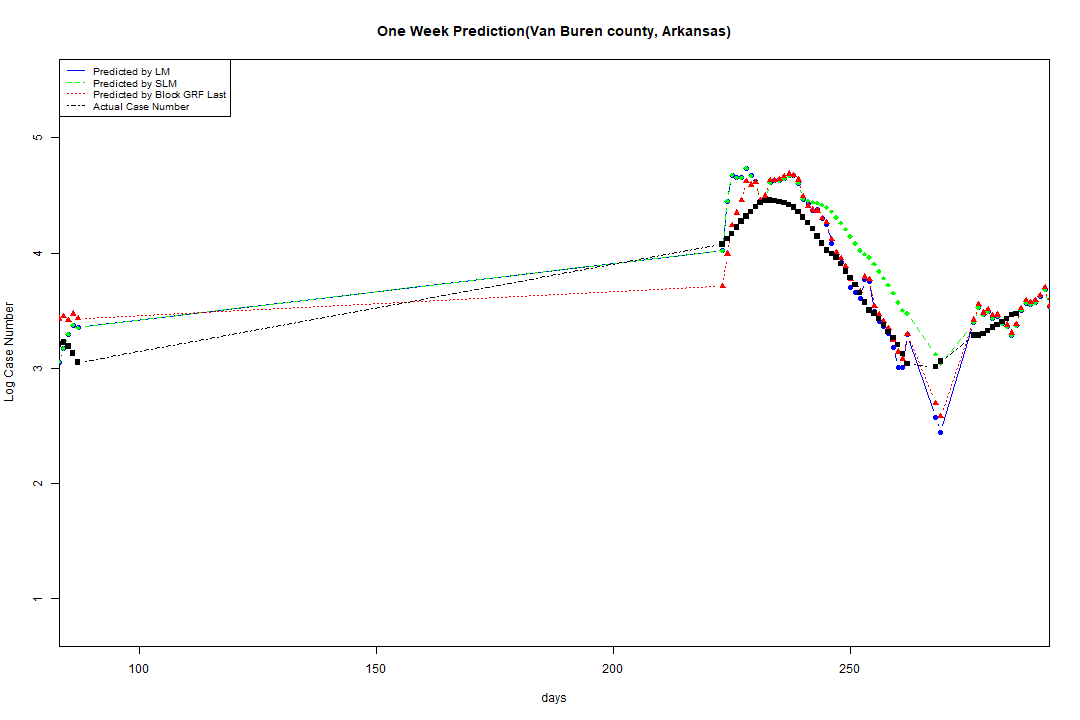 One Week Prediction(Van Buren county, Arkansas)
Predicted by LM
Predicted by SLM
Predicted by Block GRF Last
Actual Case Number
5
4
3
2
1
Log Case Number
100 150 200 250
days